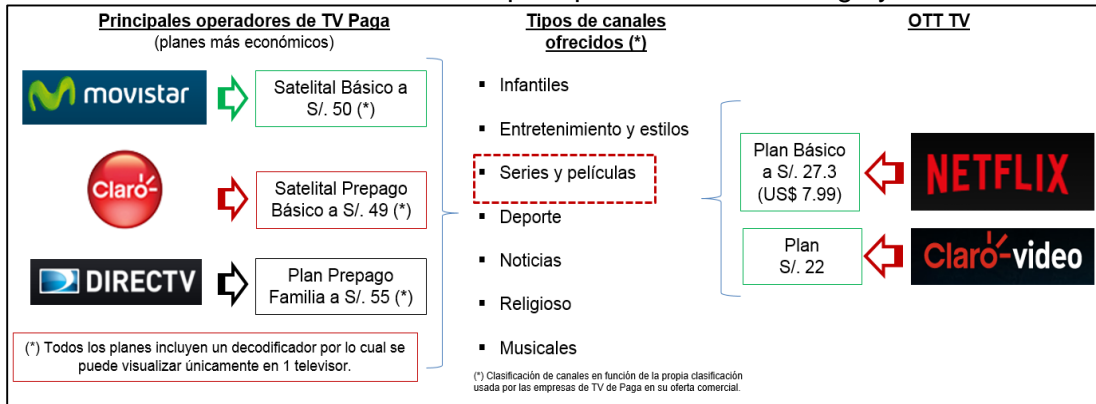 Principales operadores de TV Paga
(planes más económicos)
movistar
Satelital Básico a
S/. 50 (*)
Claro
Satelital Prepago
Básico a S/. 49 (*)
DIRECTV
Plan Prepago
Familia a S/. 55 (*)
(*) Todos los planes incluyen un decodificador por lo cual se
puede visualizar únicamente en 1 televisor.
Tipos de canales
ofrecidos (*)
▪ Infantiles
▪ Entretenimiento y estilos
▪ Series y películas
▪ Deporte
▪ Noticias
▪ Religioso
▪ Musicales
(*) Clasificación de canales en función de la propia clasificación
usada por las empresas de TV de Paga en su oferta comercial.
OTT TV
Plan Básico
a S/. 27.3
(US$ 7.99)
NETFLIX
Plan
S/. 22
Claro-video